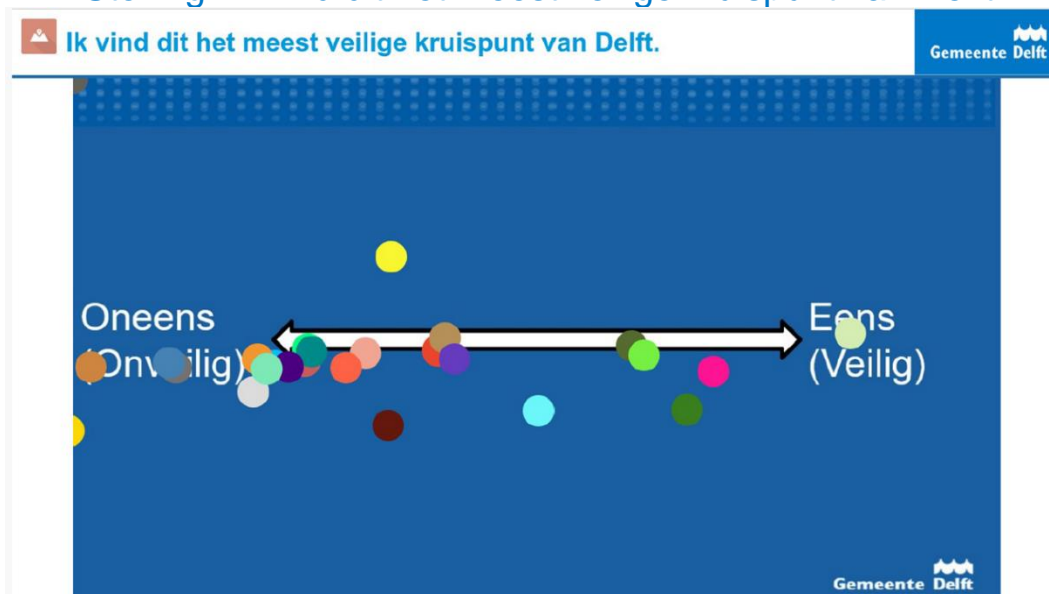 Ik vind dit het meest veilige kruispunt van Delft.
Gemeente Delft
Oneens
(Onveilig)
Eens
(Veilig)
Gemeente Delft